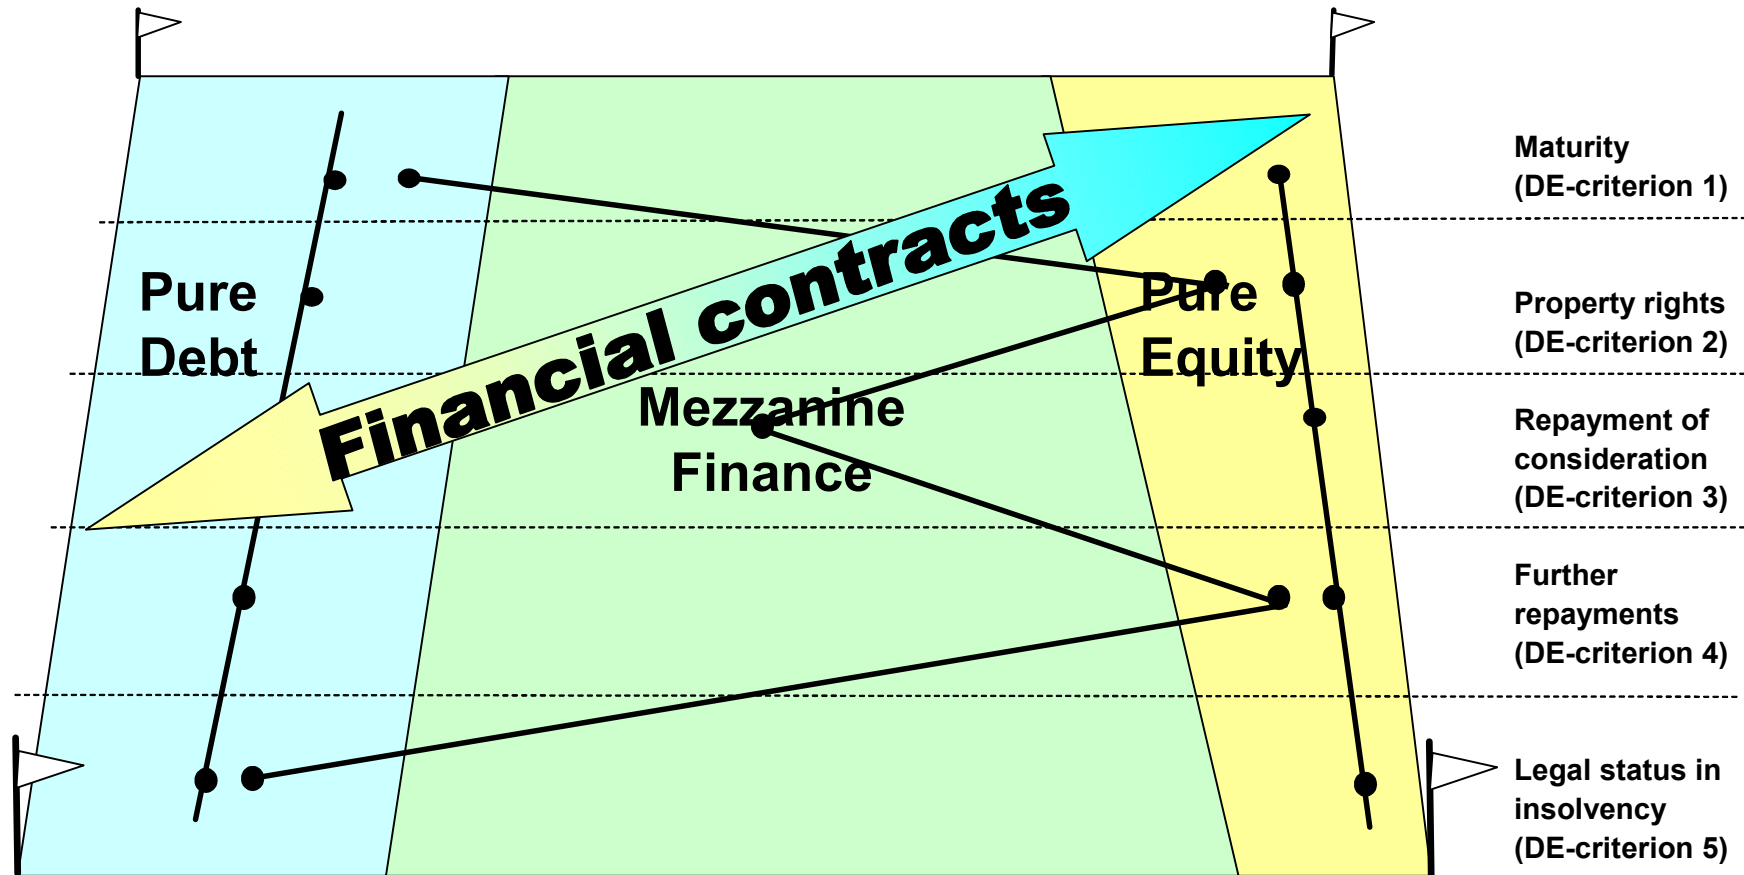 Maturity
(DE-criterion 1)
Pure
Debt
Financial contracts
Pure
Equity
Property rights
(DE-criterion 2)
Mezzanine
Finance
Repayment of
consideration
(DE-criterion 3)
Further
repayments
(DE-criterion 4)
Legal status in
insolvency
(DE-criterion 5)